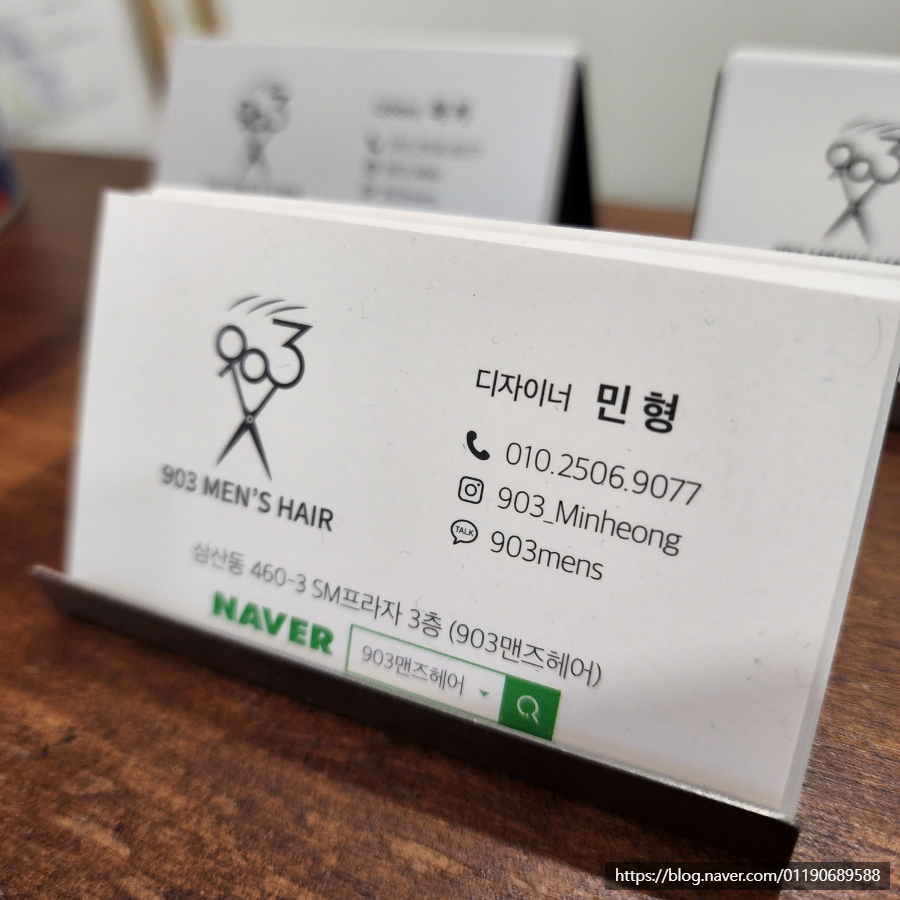 903
903 MEN'S HAIR
디자이너 민형
010.2506.9077
903_Minheong
TALK
903mens
삼산동 460-3 SM프라자 3층 (903맨즈헤어)
NAVER 903맨즈헤어
903
903
https://blog.naver.com/01190689588